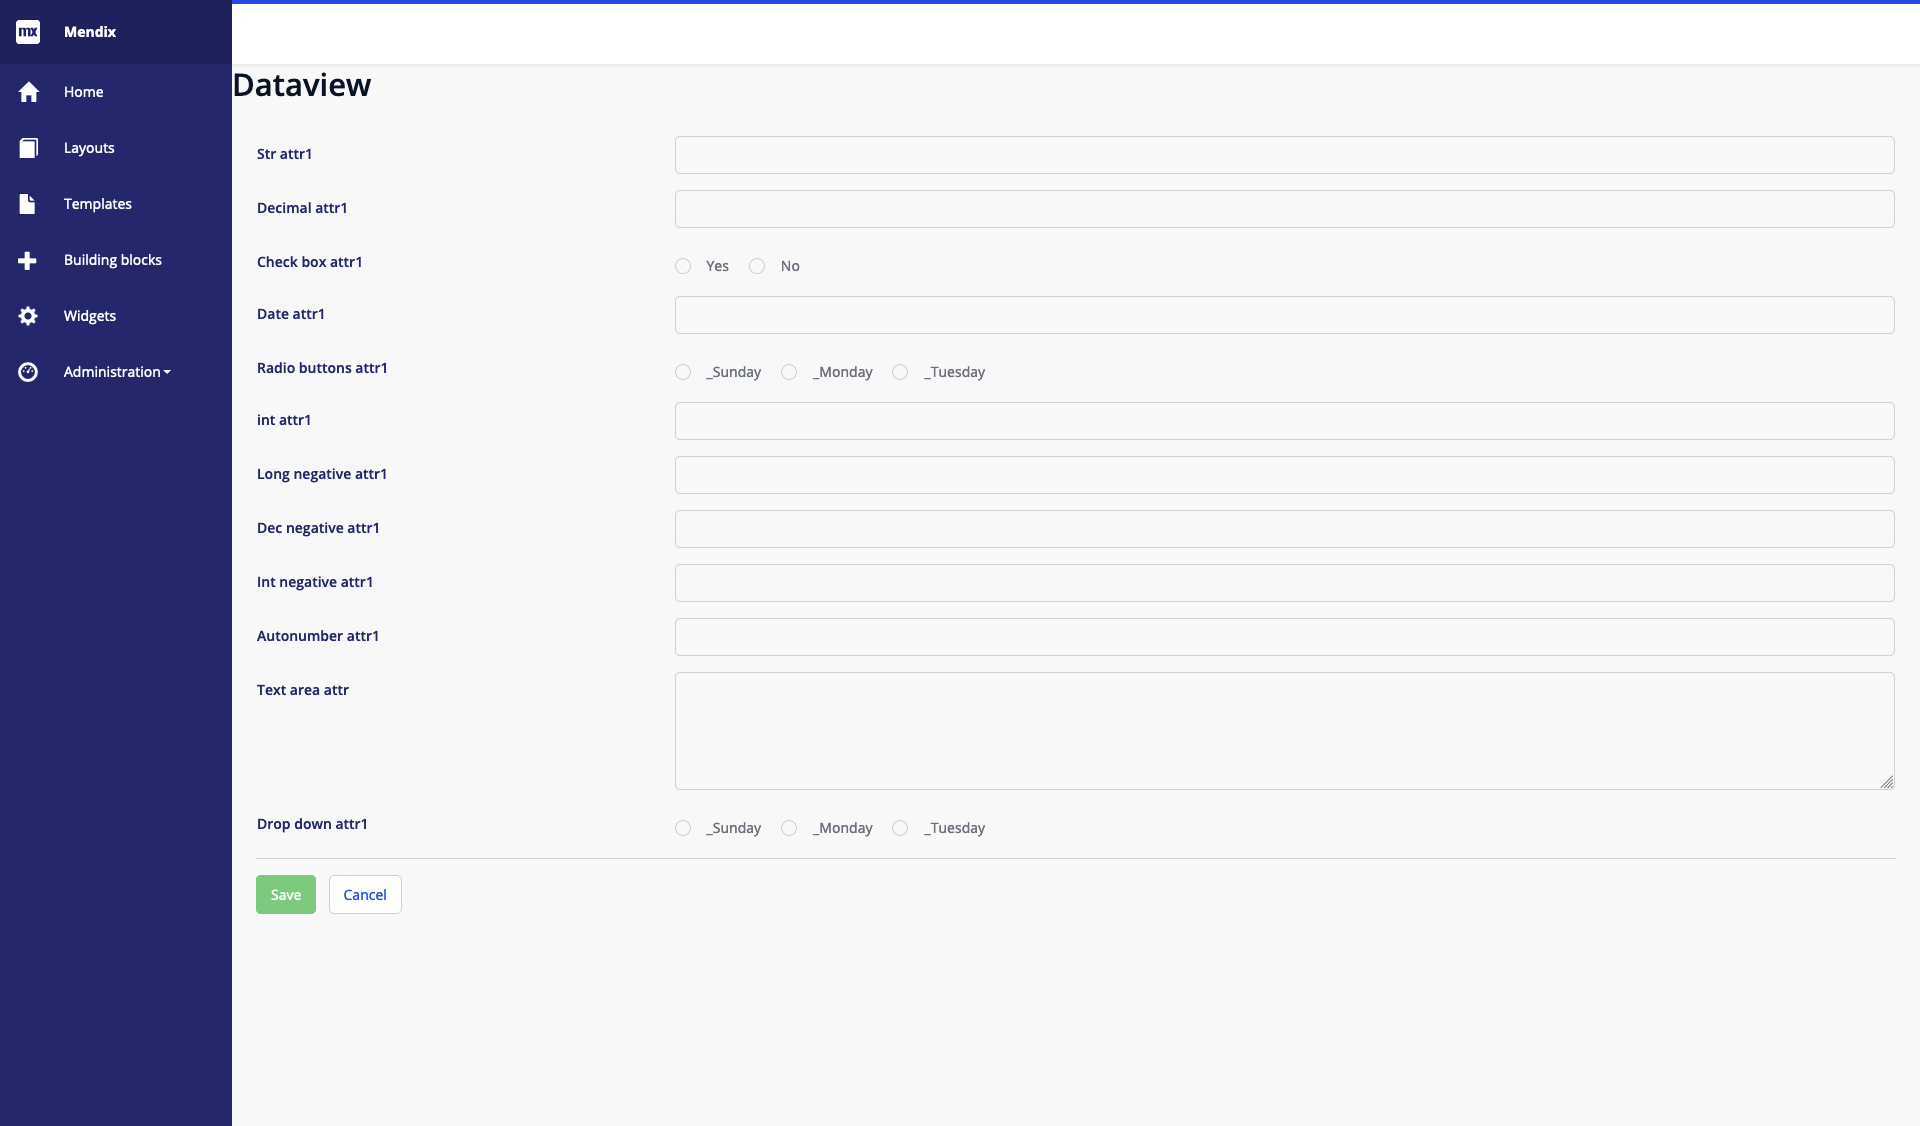 mx Mendix
Home
Layouts
Templates
Building blocks
Widgets
Administration
Dataview
Str attr1
Decimal attr1
Check box attr1
Yes No
Date attr1
Radio buttons attr1
_Sunday _Monday _Tuesday
int attr1
Long negative attr1
Dec negative attr1
Int negative attr1
Autonumber attr1
Text area attr
Drop down attr1
_Sunday _Monday _Tuesday
Save Cancel